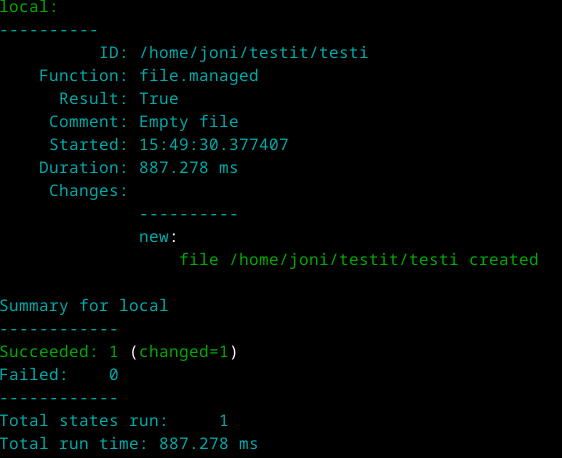 local:
----------
          ID: /home/joni/testit/testi
    Function: file.managed
      Result: True
     Comment: Empty file
     Started: 15:49:30.377407
    Duration: 887.278 ms
     Changes:
              ----------
              new:
                  file /home/joni/testit/testi created

Summary for local
------------
Succeeded: 1 (changed=1)
Failed:    0
------------
Total states run:     1
Total run time: 887.278 ms